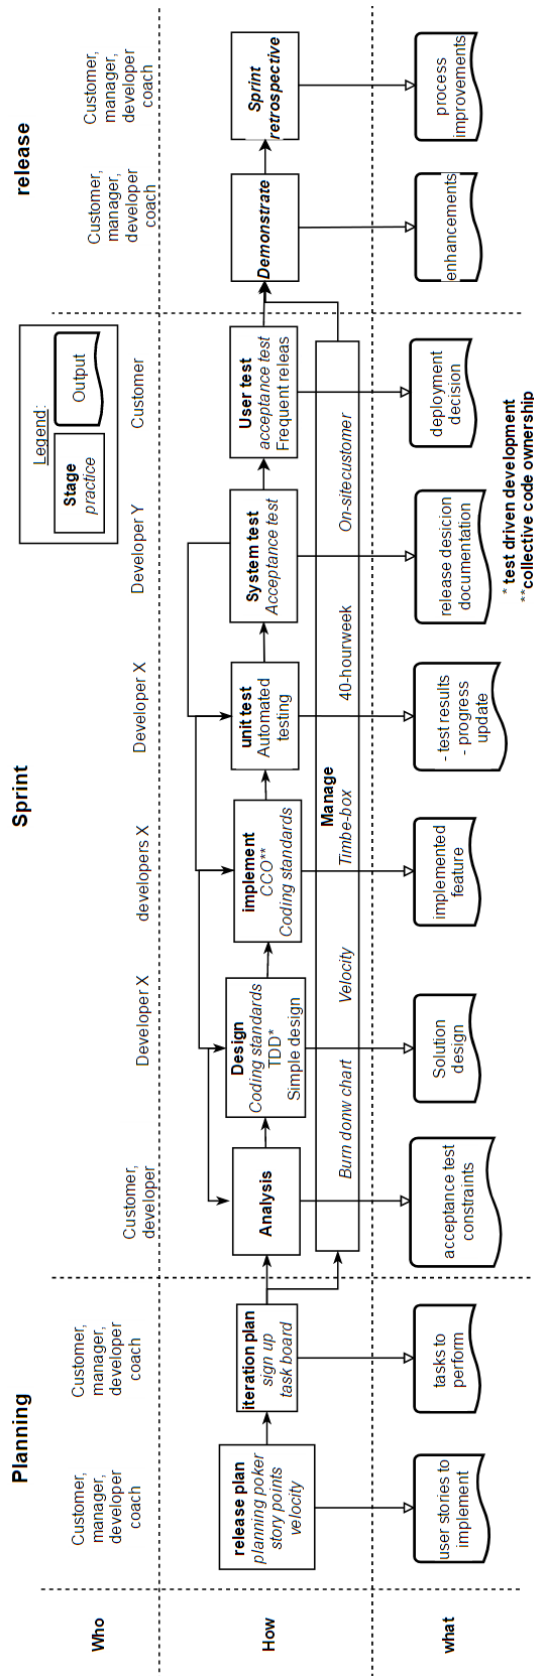 Planning
Sprint
release
Legend:
Stage
practice
Output
Who
Customer,
manager,
developer
coach
Customer,
manager,
developer
coach
Customer,
developer
Developer X
developers X
Developer X
Developer Y
Customer
Customer,
manager,
developer
coach
Customer,
manager,
developer
coach
How
release plan
planning poker
story points
velocity
iteration plan
sign up
task board
Analysis
Design
Coding standards
TDD*
Simple design
implement
CCO**
Coding standards
unit test
Automated
testing
System test
Acceptance test
User test
acceptance test
Frequent releas
Demonstrate
Sprint
retrospective
Manage
Burn donw chart
Velocity
Timbe-box
40-hourweek
On-sitecustomer
what
user stories to
implement
tasks to
perform
acceptance test
constraints
Solution
design
implemented
feature
- test results
- progress
update
release desicion
documentation
deployment
decision
enhancements
process
improvements
* test driven development
**collective code ownership